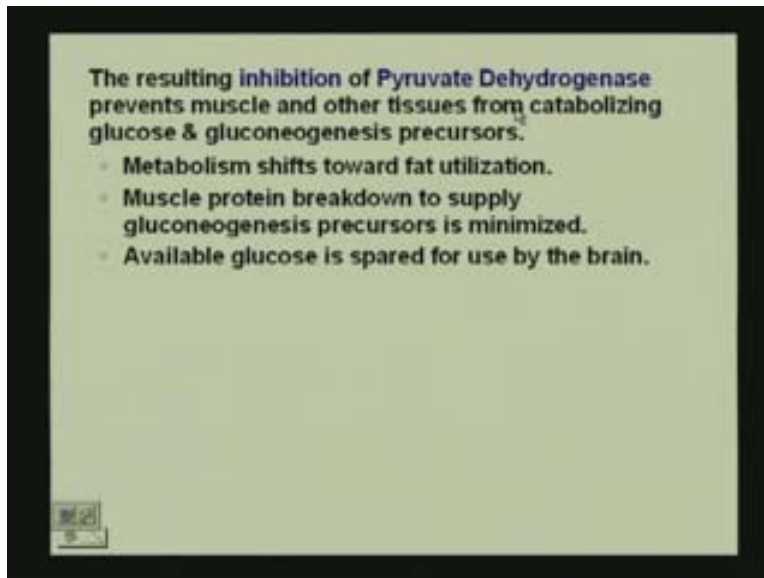 The resulting inhibition of Pyruvate Dehydrogenase
prevents muscle and other tissues from catabolizing
glucose & gluconeogenesis precursors.
Metabolism shifts toward fat utilization.
Muscle protein breakdown to supply
gluconeogenesis precursors is minimized.
Available glucose is spared for use by the brain.